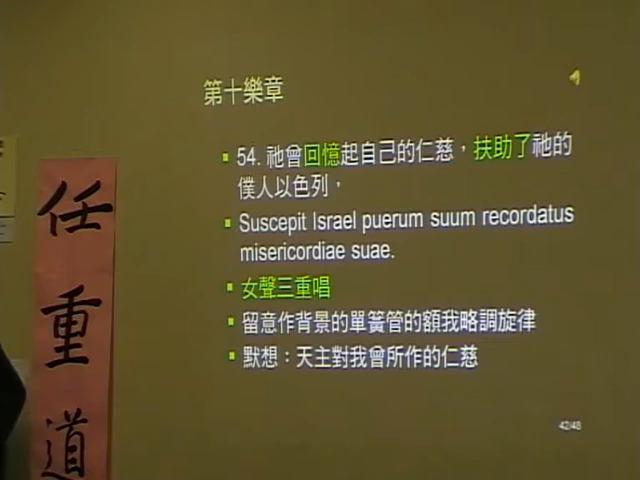 第十樂章
54. 祂曾回憶起自己的仁慈，扶助了祂的
僕人以色列，
Suscepit Israel puerum suum recordatus
misericordiae suae.
女聲三重唱
留意作背景的單簧管的額我略調旋律
默想：天主對我曾所作的仁慈
42/48
任
重
道